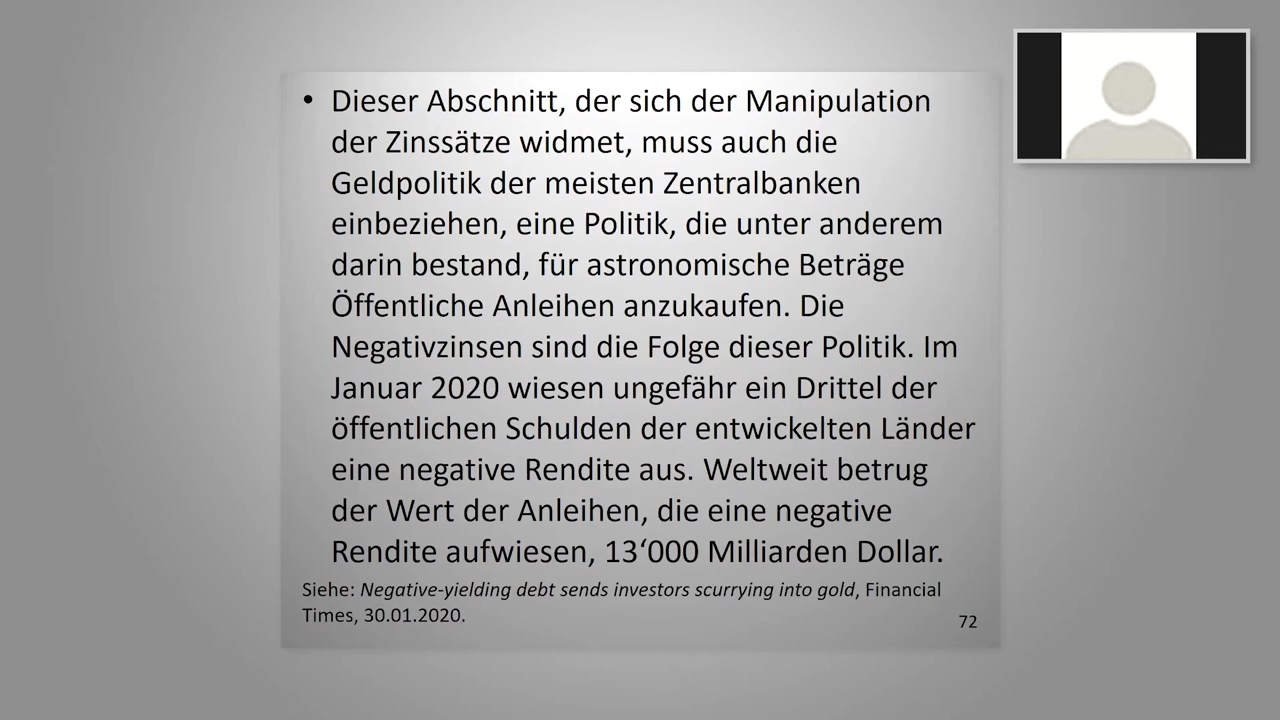 • Dieser Abschnitt, der sich der Manipulation
der Zinssätze widmet, muss auch die
Geldpolitik der meisten Zentralbanken
einbeziehen, eine Politik, die unter anderem
darin bestand, für astronomische Beträge
Öffentliche Anleihen anzukaufen. Die
Negativzinsen sind die Folge dieser Politik. Im
Januar 2020 wiesen ungefähr ein Drittel der
öffentlichen Schulden der entwickelten Länder
eine negative Rendite aus. Weltweit betrug
der Wert der Anleihen, die eine negative
Rendite aufwiesen, 13‘000 Milliarden Dollar.
Siehe: Negative-yielding debt sends investors scurrying into gold, Financial
Times, 30.01.2020.
72